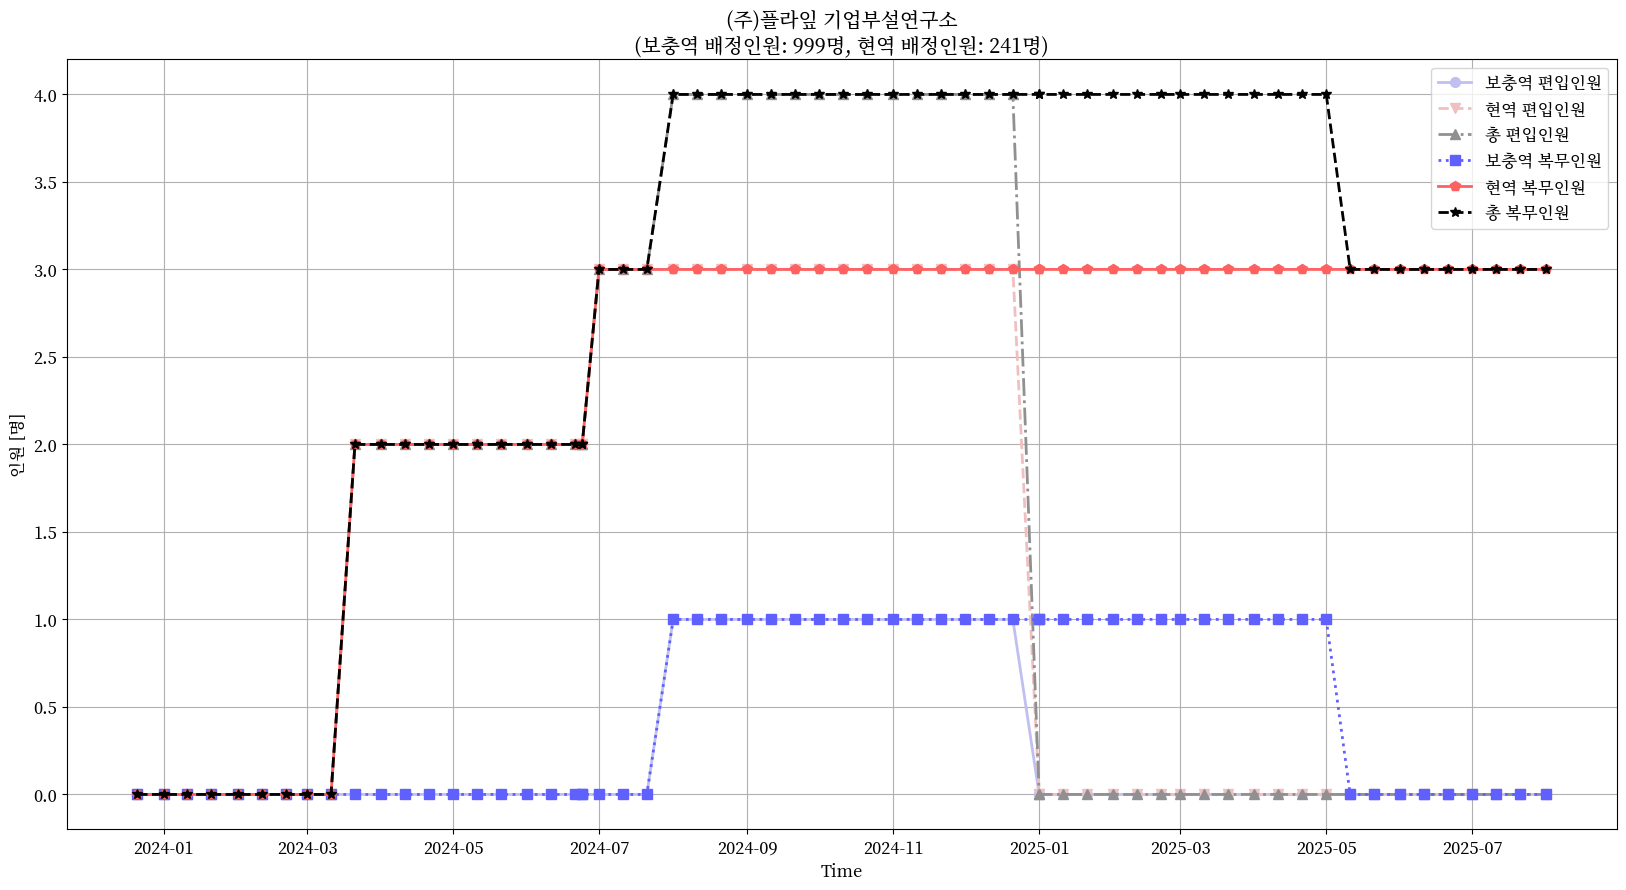 (주)플라잎 기업부설연구소
(보충역 배정인원: 999명, 현역 배정인원: 241명)
보충역 편입인원
현역 편입인원
총 편입인원
보충역 복무인원
현역 복무인원
총 복무인원
4.0
3.5
3.0
2.5
2.0
1.5
1.0
0.5
0.0
인원 [명]
2024-01 2024-03 2024-05 2024-07 2024-09 2024-11 2025-01 2025-03 2025-05 2025-07
Time